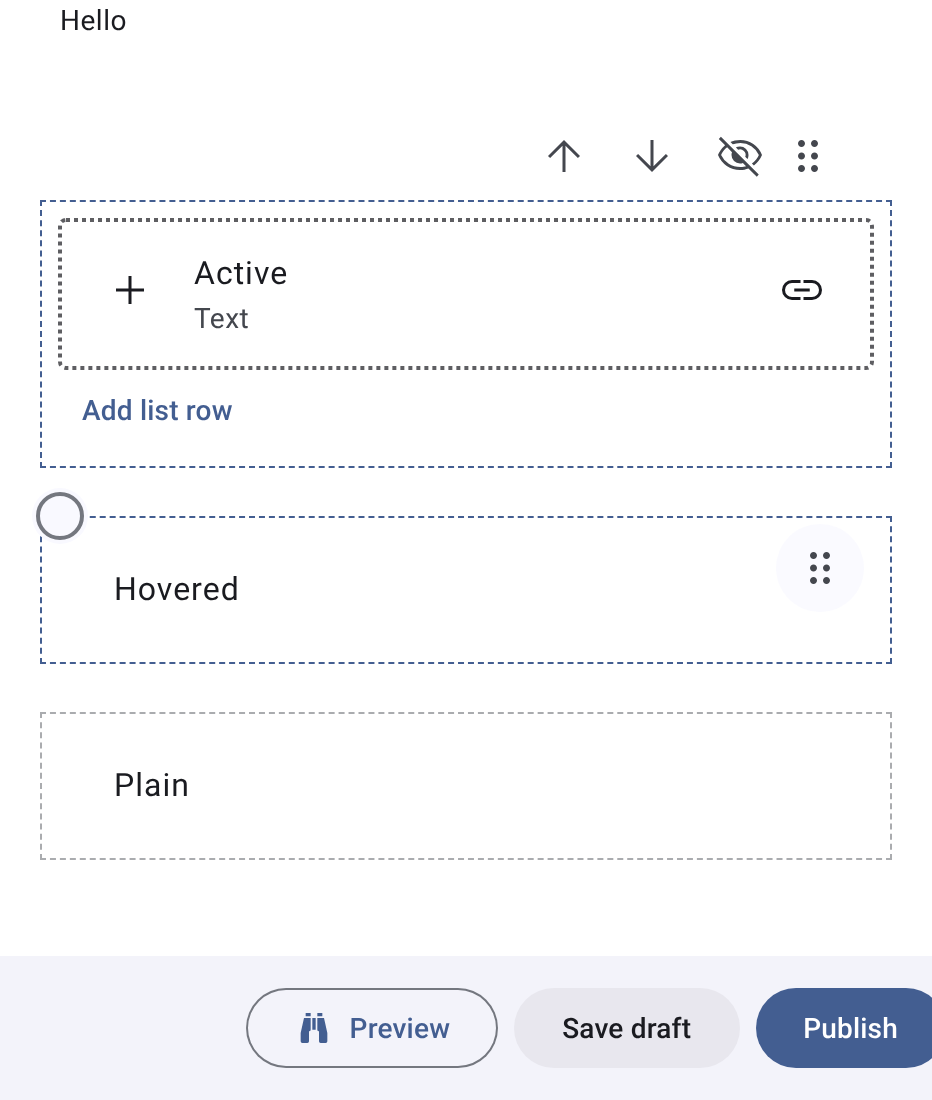 Hello
Active
Text
Add list row
Hovered
Plain
Preview
Save draft
Publish